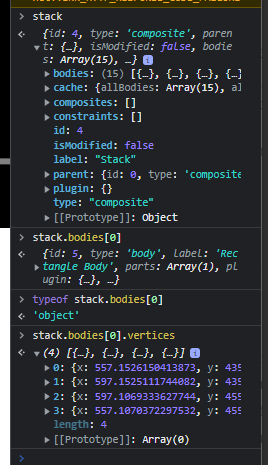 stack
{id: 4, type: 'composite', paren
t: {…}, isModified: false, bodie
s: Array(15), …}
bodies: (15) [{…}, {…}, {…},
cache: {allBodies: Array(15), al
composites: []
constraints: []
id: 4
isModified: false
label: "Stack"
parent: {id: 0, type: 'composite
plugin: {}
type: "composite"
[[Prototype]]: Object
stack.bodies[0]
{id: 5, type: 'body', label: 'Rec
tangle Body', parts: Array(1), pl
ugin: {…}, …}
typeof stack.bodies[0]
'object'
stack.bodies[0].vertices
(4) [{…}, {…}, {…}, {…}]
0: {x: 557.1526150413873, y: 435
1: {x: 597.1525111744082, y: 435
2: {x: 597.1069333627744, y: 455
3: {x: 557.1070372297532, y: 455
length: 4
[[Prototype]]: Array(0)